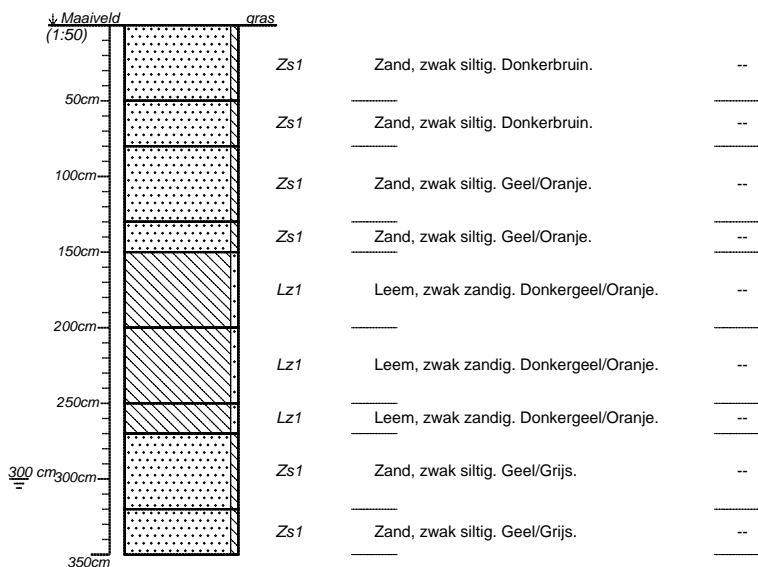 Maaiveld gras
(1:50)
Zs1 Zand, zwak siltig. Donkerbruin. --
50cm
Zs1 Zand, zwak siltig. Donkerbruin. --
100cm
Zs1 Zand, zwak siltig. Geel/Oranje. --
Zs1 Zand, zwak siltig. Geel/Oranje. --
150cm
Lz1 Leem, zwak zandig. Donkergeel/Oranje. --
200cm
Lz1 Leem, zwak zandig. Donkergeel/Oranje. --
250cm
Lz1 Leem, zwak zandig. Donkergeel/Oranje. --
300 cm 300cm Zs1 Zand, zwak siltig. Geel/Grijs. --
Zs1 Zand, zwak siltig. Geel/Grijs. --
350cm